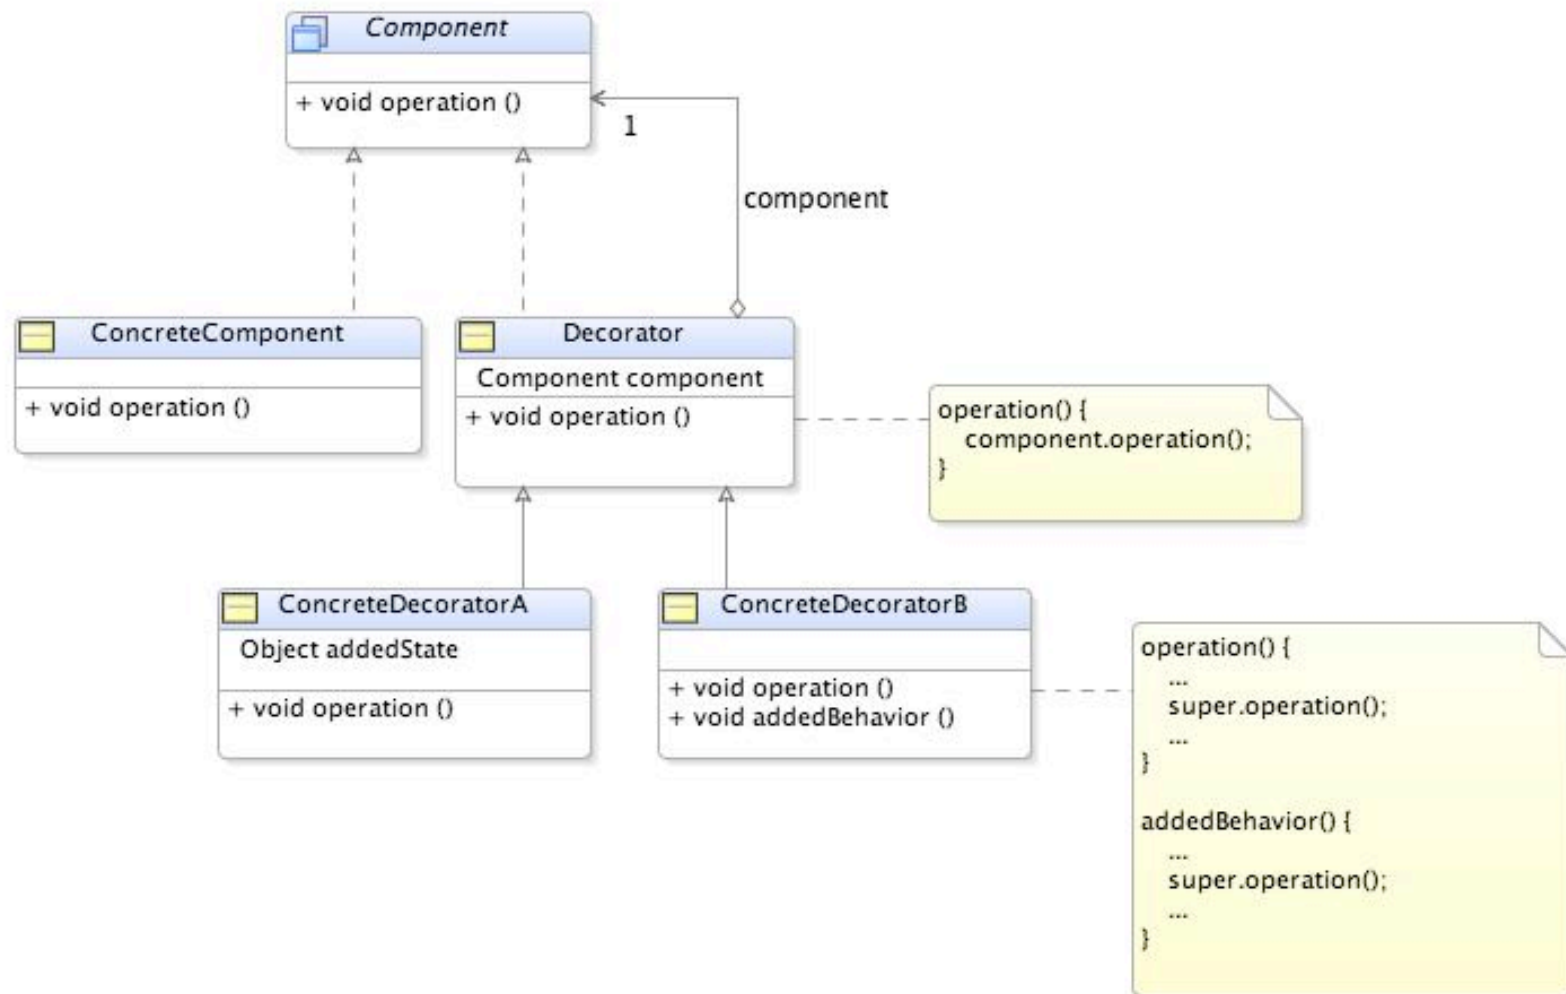 Component
+ void operation ()
1
component
ConcreteComponent
+ void operation ()
Decorator
Component component
+ void operation ()
operation() {
component.operation();
}
ConcreteDecoratorA
Object addedState
+ void operation ()
ConcreteDecoratorB
+ void operation ()
+ void addedBehavior ()
operation() {
...
super.operation();
...
}
addedBehavior() {
...
super.operation();
...
}